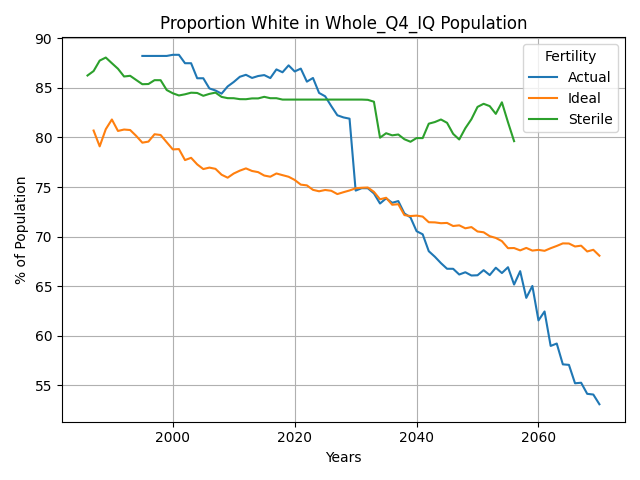 Proportion White in Whole_Q4_IQ Population
90
85
80
75
70
65
60
55
% of Population
Fertility
Actual
Ideal
Sterile
2000 2020 2040 2060
Years